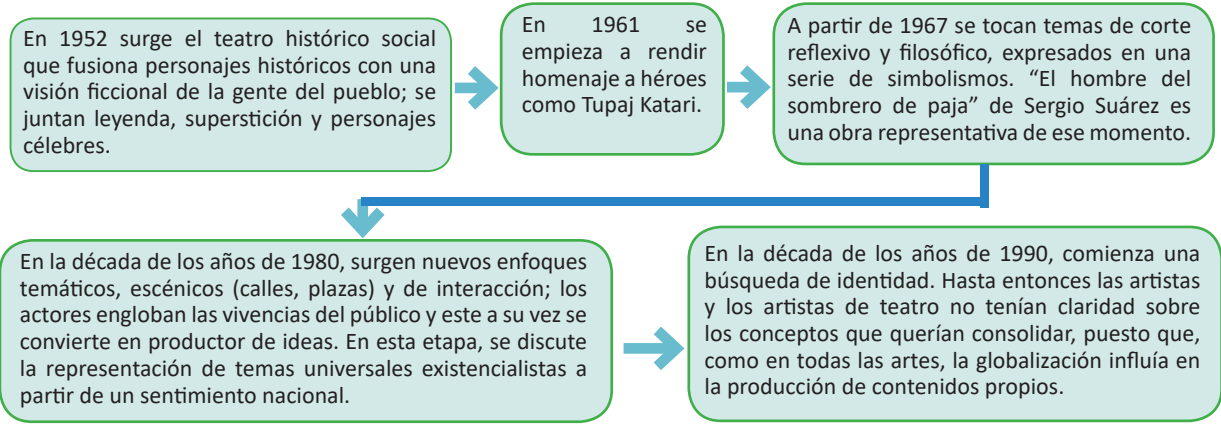 En 1952 surge el teatro histórico social
que fusiona personajes históricos con una
visión ficcional de la gente del pueblo; se
juntan leyenda, superstición y personajes
célebres.
En 1961 se
empieza a rendir
homenaje a héroes
como Tupaj Katari.
A partir de 1967 se tocan temas de corte
reflexivo y filosófico, expresados en una
serie de simbolismos. “El hombre del
sombrero de paja” de Sergio Suárez es
una obra representativa de ese momento.
En la década de los años de 1980, surgen nuevos enfoques
temáticos, escénicos (calles, plazas) y de interacción; los
actores engloban las vivencias del público y este a su vez se
convierte en productor de ideas. En esta etapa, se discute
la representación de temas universales existencialistas a
partir de un sentimiento nacional.
En la década de los años de 1990, comienza una
búsqueda de identidad. Hasta entonces las artistas
y los artistas de teatro no tenían claridad sobre
los conceptos que querían consolidar, puesto que,
como en todas las artes, la globalización influía en
la producción de contenidos propios.